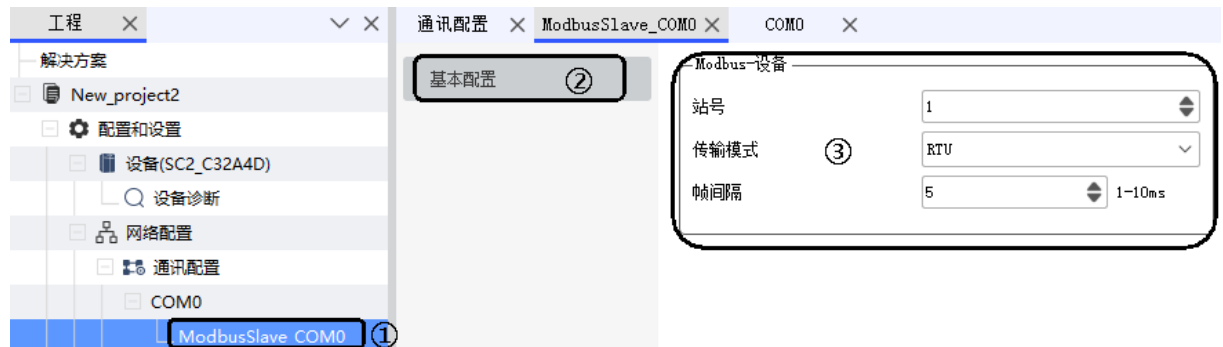 工程
通讯配置
ModbusSlave_COM0
COM0
解决方案
New_project2
配置和设置
设备(SC2_C32A4D)
设备诊断
网络配置
通讯配置
COM0
ModbusSlave_COM0
①
基本配置
②
Modbus-设备
站号
1
传输模式
③
RTU
帧间隔
5
1-10ms